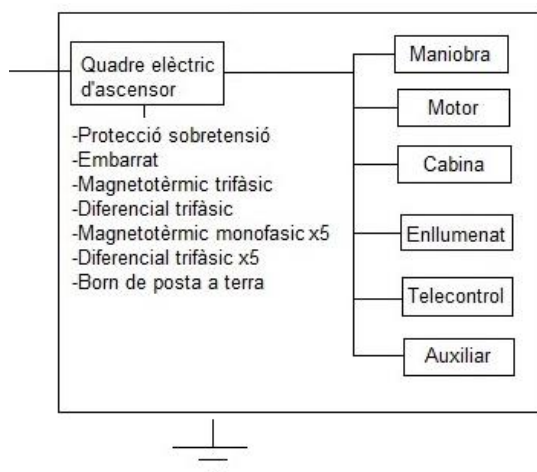 Quadre elèctric
d'ascensor
-Protecció sobretensió
-Embarrat
-Magnetotèrmic trifàsic
-Diferencial trifàsic
-Magnetotèrmic monofasic x5
-Diferencial trifàsic x5
-Born de posta a terra
Maniobra
Motor
Cabina
Enllumenat
Telecontrol
Auxiliar